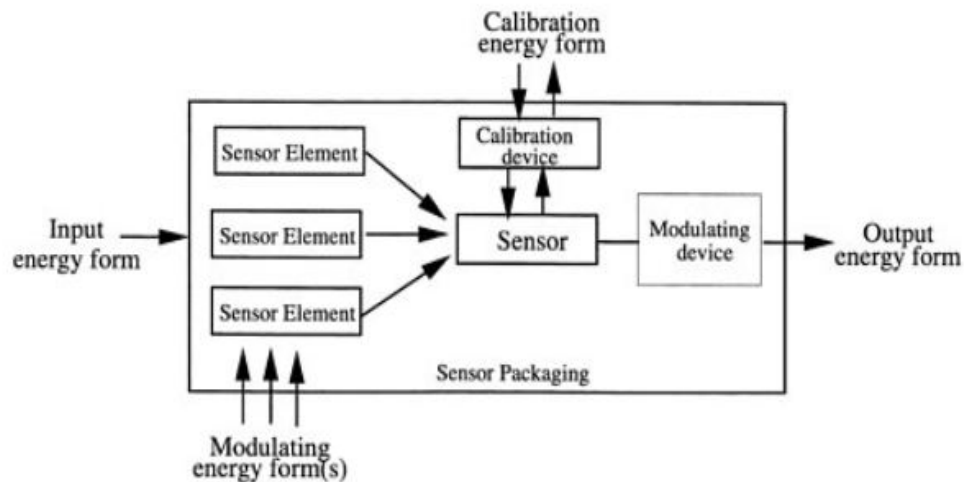 Calibration
energy form
Calibration
device
Sensor Element
Sensor Element
Sensor Element
Input
energy form
Sensor
Modulating
device
Output
energy form
Sensor Packaging
Modulating
energy form(s)